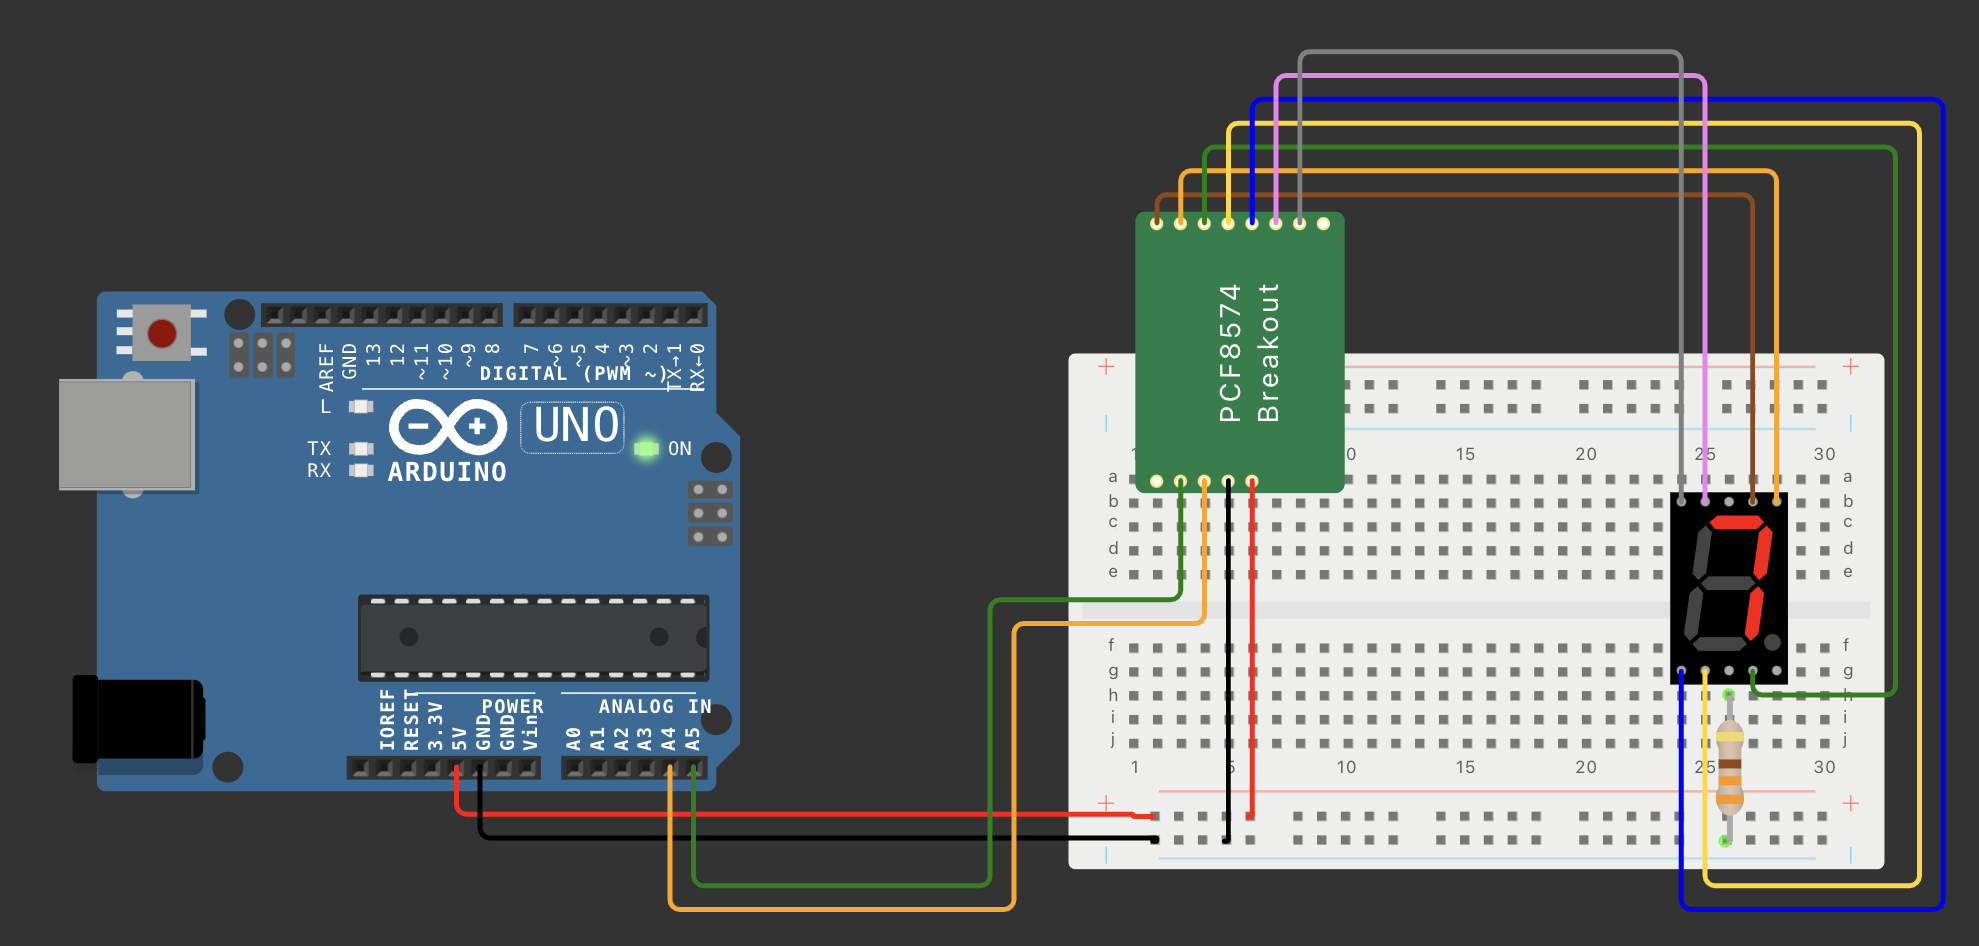 AREF
GND
13
12
~11
~10
~9
8
7
~6
~5
4
~3
2
TX→1
RX←0
DIGITAL (PWM ~)
L
TX
RX
UNO
ON
ARDUINO
IOREF
RESET
3.3V
5V
GND
GND
Vin
POWER
A0
A1
A2
A3
A4
A5
ANALOG IN
PCF8574
Breakout
+ +
1 0 15 20 25 30
a a
b b
c c
d d
e e
f f
g g
h h
i i
j j
1 5 10 15 20 25 30
+ +